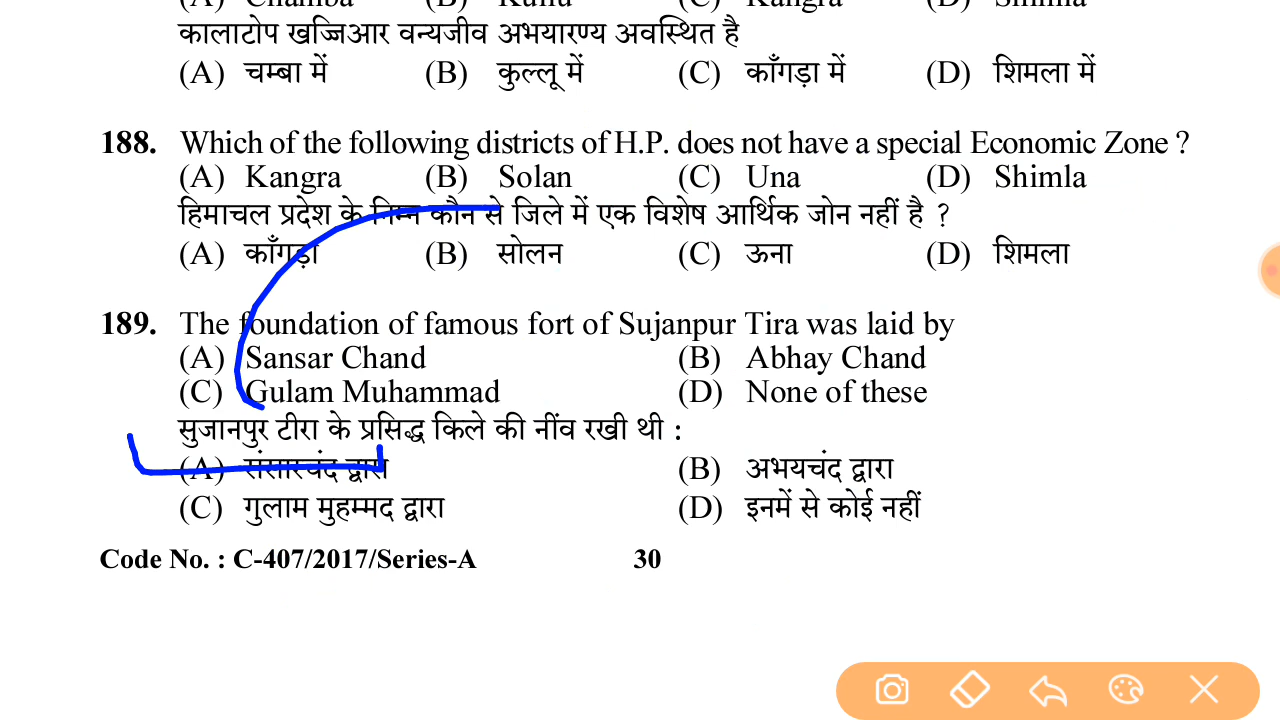 कालाटोप खज्जिआर वन्यजीव अभयारण्य अवस्थित है
(A) चम्बा में (B) कुल्लू में (C) काँगड़ा में (D) शिमला में
188. Which of the following districts of H.P. does not have a special Economic Zone ?
(A) Kangra (B) Solan (C) Una (D) Shimla
हिमाचल प्रदेश के निम्न कौन से जिले में एक विशेष आर्थिक जोन नहीं है ?
(A) काँगड़ा (B) सोलन (C) ऊना (D) शिमला
189. The foundation of famous fort of Sujanpur Tira was laid by
(A) Sansar Chand (B) Abhay Chand
(C) Gulam Muhammad (D) None of these
सुजानपुर टीरा के प्रसिद्ध किले की नींव रखी थी :
(A) संसारचंद द्वारा (B) अभयचंद द्वारा
(C) गुलाम मुहम्मद द्वारा (D) इनमें से कोई नहीं
Code No. : C-407/2017/Series-A 30